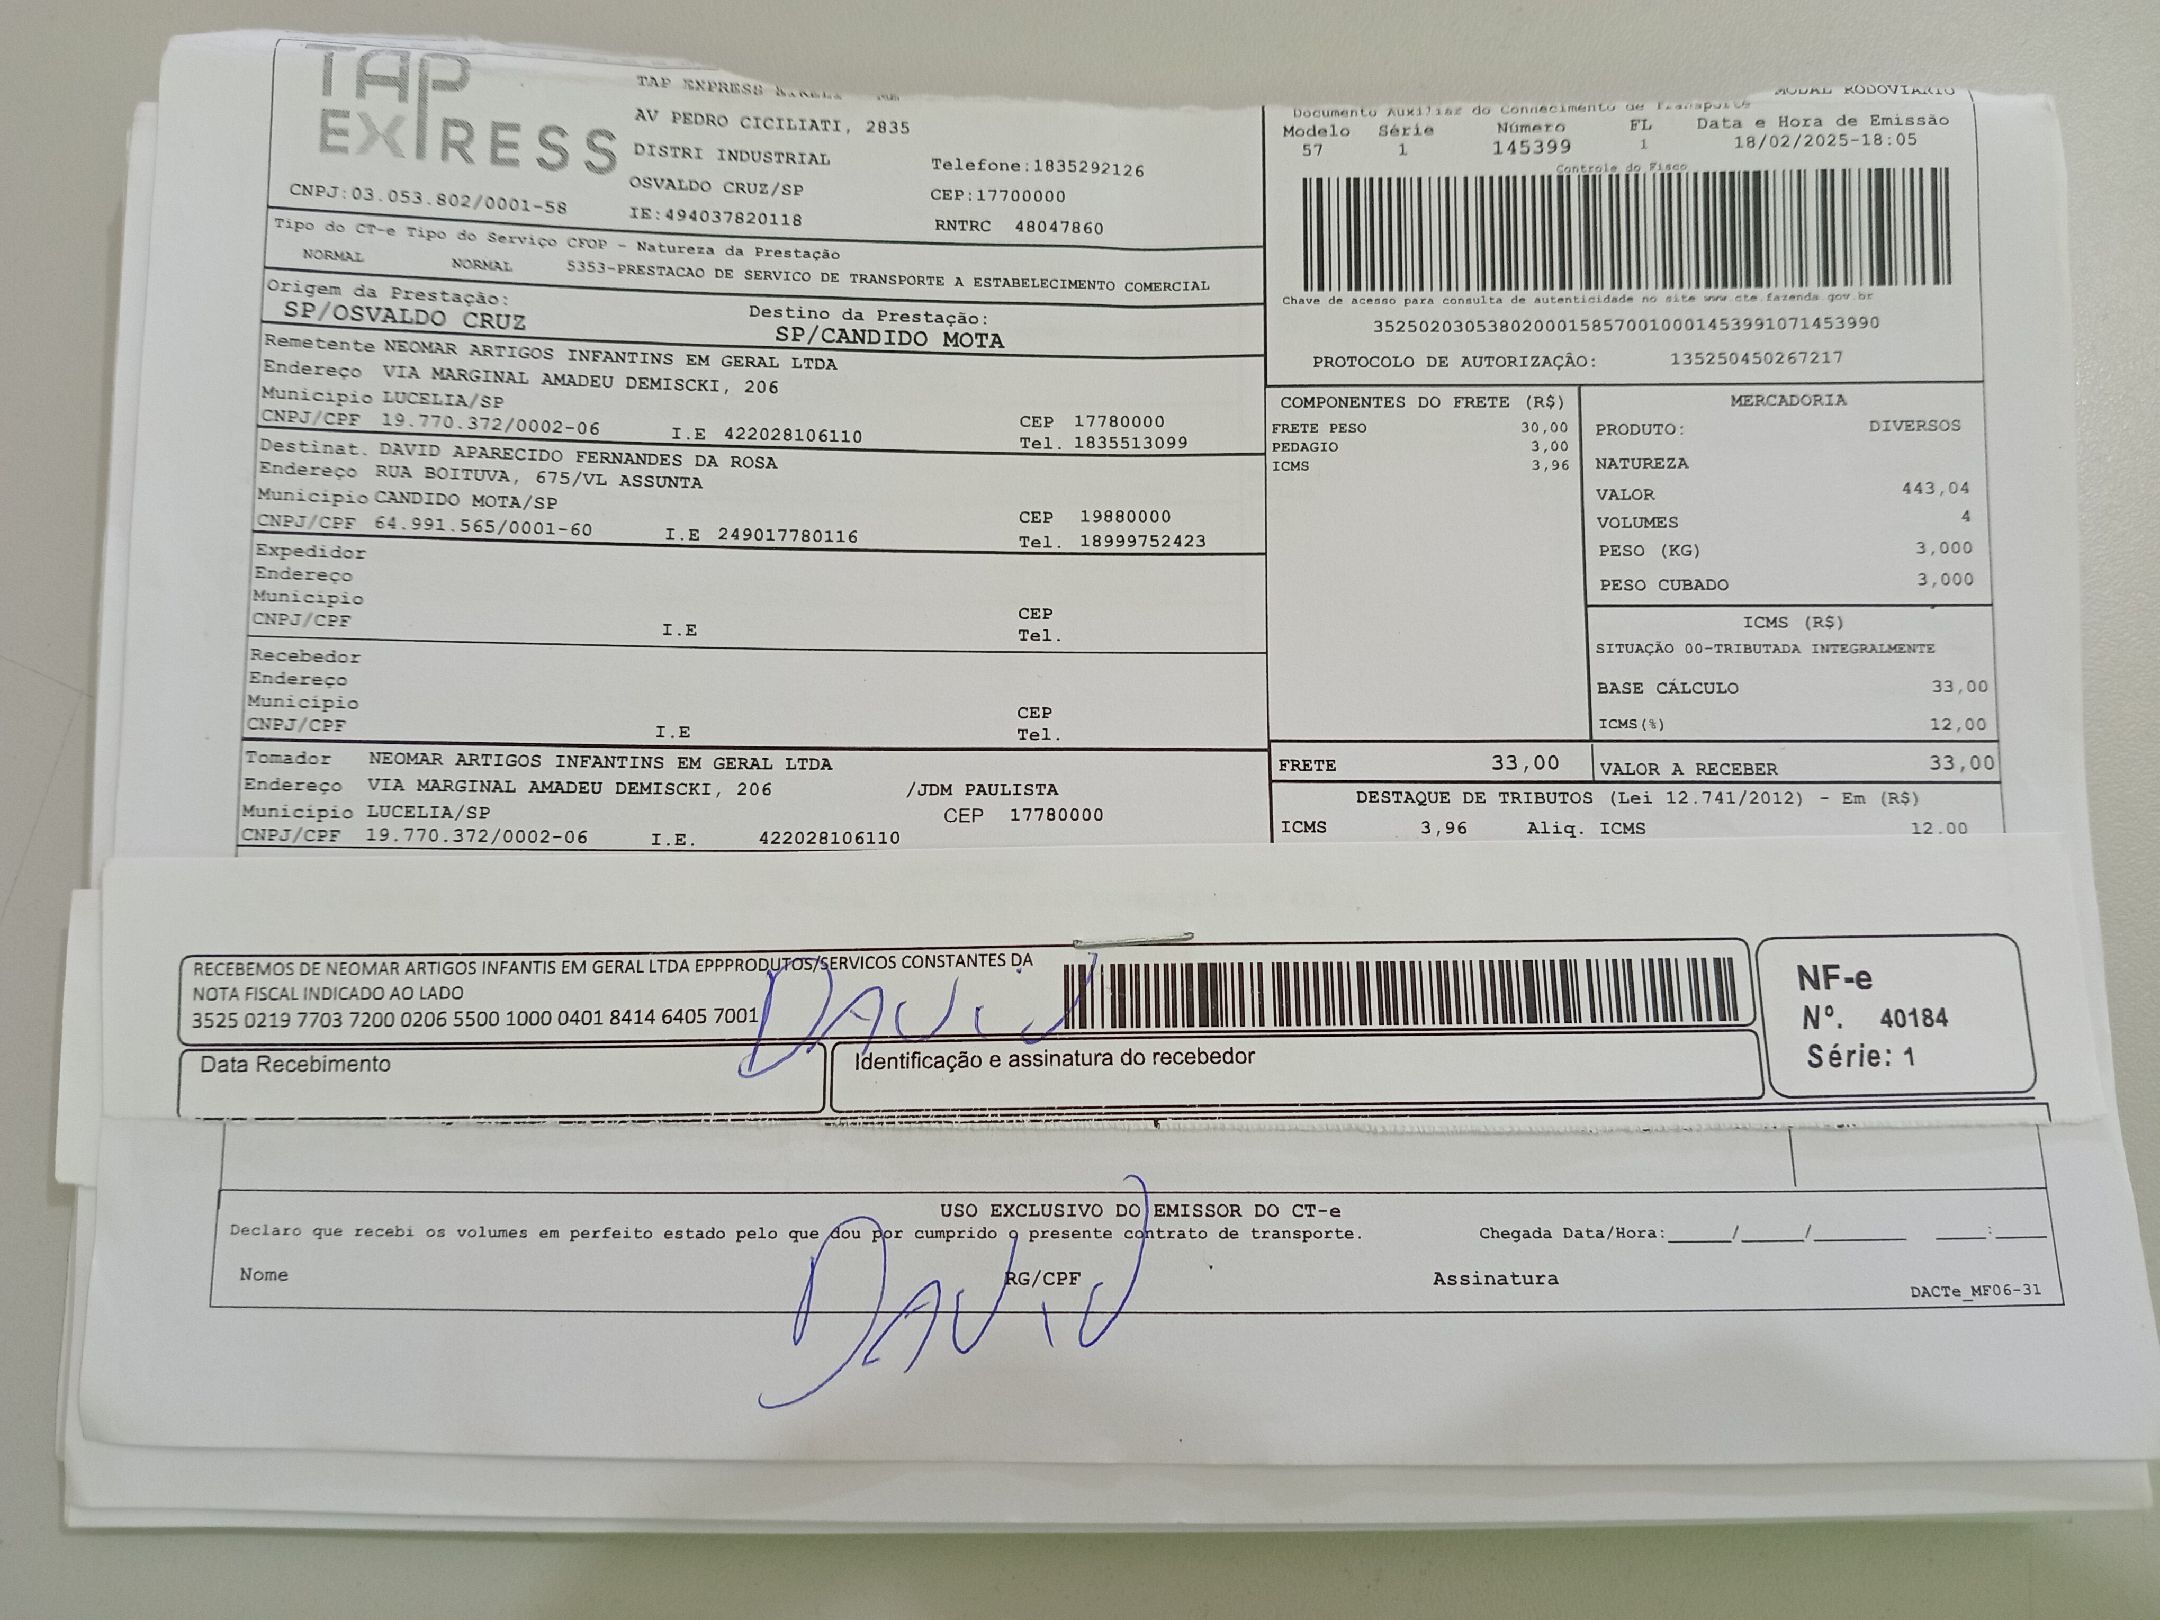 TAP
EXPRESS
TAP EXPRESS
AV PEDRO CICILIATI, 2835
DISTRI INDUSTRIAL
Telefone:1835292126
OSVALDO CRUZ/SP
CEP:17700000
CNPJ:03.053.802/0001-58
IE:494037820118
RNTRC 48047860
MODAL RODOVIARIO
Documento Auxiliar do Conhecimento de Transporte
Modelo Série Número FL Data e Hora de Emissão
57 1 145399 1 18/02/2025-18:05
Controle do Fisco
Chave de acesso para consulta de autenticidade no site www.cte.fazenda.gov.br
35250203053802000158570010001453991071453990
PROTOCOLO DE AUTORIZAÇÃO: 135250450267217
Tipo do CT-e Tipo do Serviço CFOP - Natureza da Prestação
NORMAL NORMAL 5353-PRESTACAO DE SERVICO DE TRANSPORTE A ESTABELECIMENTO COMERCIAL
Origem da Prestação: Destino da Prestação:
SP/OSVALDO CRUZ SP/CANDIDO MOTA
Remetente NEOMAR ARTIGOS INFANTINS EM GERAL LTDA
Endereço VIA MARGINAL AMADEU DEMISCKI, 206
Município LUCELIA/SP CEP 17780000
CNPJ/CPF 19.770.372/0002-06 I.E 422028106110 Tel. 1835513099
Destinat. DAVID APARECIDO FERNANDES DA ROSA
Endereço RUA BOITUVA, 675/VL ASSUNTA
Município CANDIDO MOTA/SP CEP 19880000
CNPJ/CPF 64.991.565/0001-60 I.E 249017780116 Tel. 18999752423
Expedidor
Endereço
Município CEP
CNPJ/CPF I.E Tel.
Recebedor
Endereço
Município CEP
CNPJ/CPF I.E Tel.
Tomador NEOMAR ARTIGOS INFANTINS EM GERAL LTDA
Endereço VIA MARGINAL AMADEU DEMISCKI, 206 /JDM PAULISTA
Município LUCELIA/SP CEP 17780000
CNPJ/CPF 19.770.372/0002-06 I.E. 422028106110
COMPONENTES DO FRETE (R$)
FRETE PESO 30,00
PEDAGIO 3,00
ICMS 3,96
MERCADORIA
PRODUTO: DIVERSOS
NATUREZA
VALOR 443,04
VOLUMES 4
PESO (KG) 3,000
PESO CUBADO 3,000
ICMS (R$)
SITUAÇÃO 00-TRIBUTADA INTEGRALMENTE
BASE CÁLCULO 33,00
ICMS(%) 12,00
FRETE 33,00 VALOR A RECEBER 33,00
DESTAQUE DE TRIBUTOS (Lei 12.741/2012) - Em (R$)
ICMS 3,96 Aliq. ICMS 12.00
RECEBEMOS DE NEOMAR ARTIGOS INFANTIS EM GERAL LTDA EPPPRODUTOS/SERVICOS CONSTANTES DA
NOTA FISCAL INDICADO AO LADO
3525 0219 7703 7200 0206 5500 1000 0401 8414 6405 7001
DAVID
Data Recebimento
Identificação e assinatura do recebedor
NF-e
Nº. 40184
Série: 1
USO EXCLUSIVO DO EMISSOR DO CT-e
Declaro que recebi os volumes em perfeito estado pelo que dou por cumprido o presente contrato de transporte. Chegada Data/Hora:____/____/______ ____:____
Nome RG/CPF Assinatura
DAVID
DACTe_MF06-31